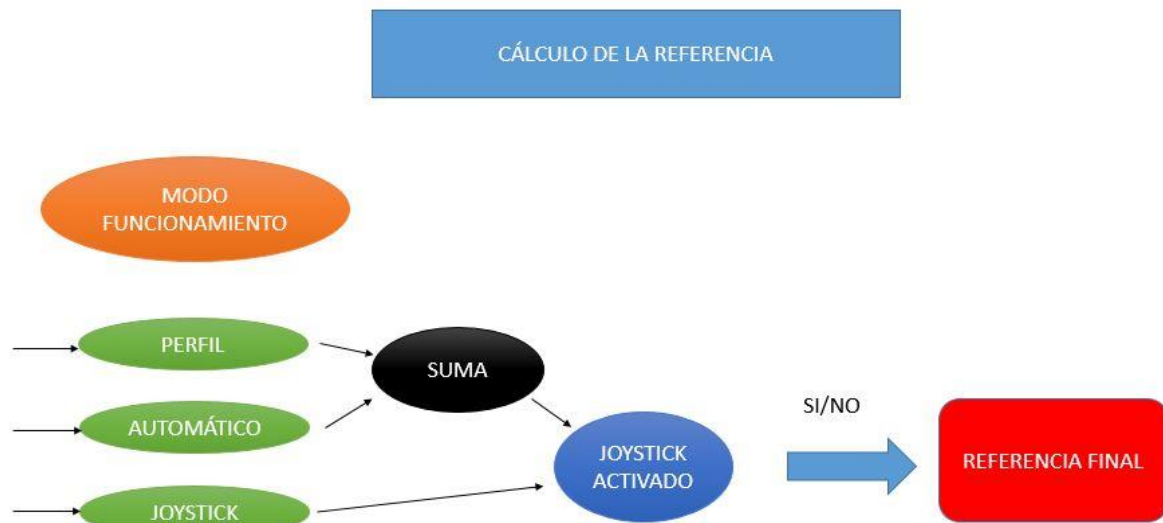 CÁLCULO DE LA REFERENCIA
MODO
FUNCIONAMIENTO
PERFIL
SUMA
AUTOMÁTICO
SI/NO
JOYSTICK
ACTIVADO
REFERENCIA FINAL
JOYSTICK